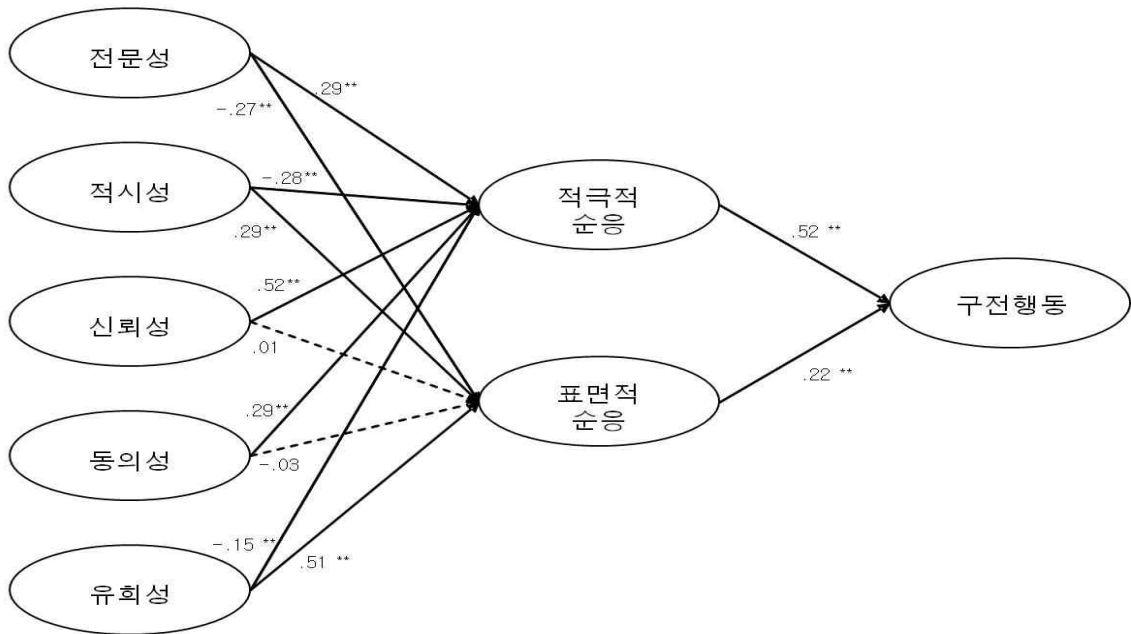 전문성
.29**
-.27**
적시성
-.28**
적극적
순응
.29**
.52 **
신뢰성
.52**
구전행동
.01
.22 **
표면적
순응
.29**
동의성
-.03
-.15 **
.51 **
유희성